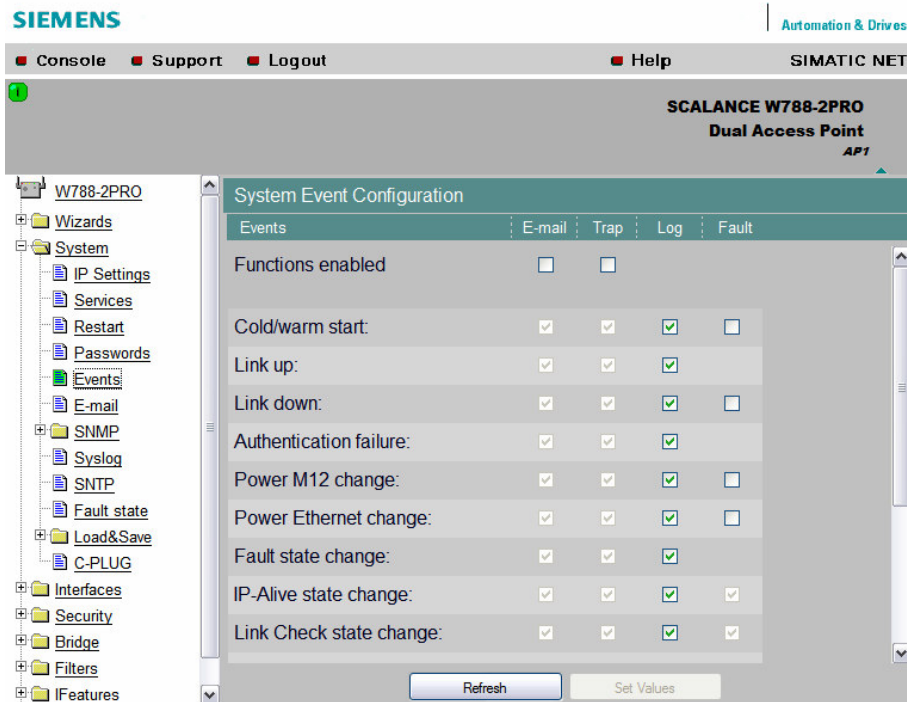 SIEMENS
Automation & Drives
Console Support Logout Help SIMATIC NET
SCALANCE W788-2PRO
Dual Access Point
AP1
W788-2PRO
Wizards
System
IP Settings
Services
Restart
Passwords
Events
E-mail
SNMP
Syslog
SNTP
Fault state
Load&Save
C-PLUG
Interfaces
Security
Bridge
Filters
IFeatures
System Event Configuration
Events E-mail Trap Log Fault
Functions enabled
Cold/warm start:
Link up:
Link down:
Authentication failure:
Power M12 change:
Power Ethernet change:
Fault state change:
IP-Alive state change:
Link Check state change:
Refresh Set Values